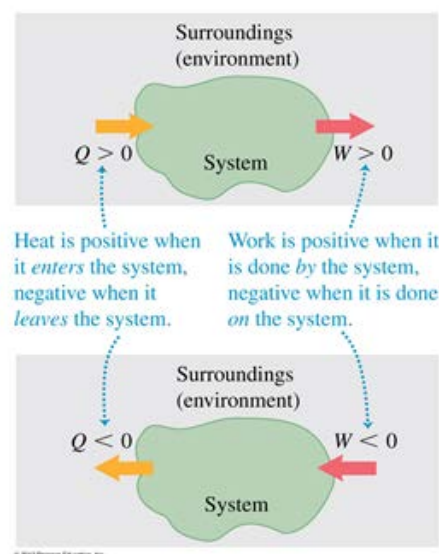 Surroundings
(environment)
Q > 0
System
W > 0
Heat is positive when
it enters the system,
negative when it
leaves the system.
Work is positive when it
is done by the system,
negative when it is done
on the system.
Surroundings
(environment)
Q < 0
W < 0
System